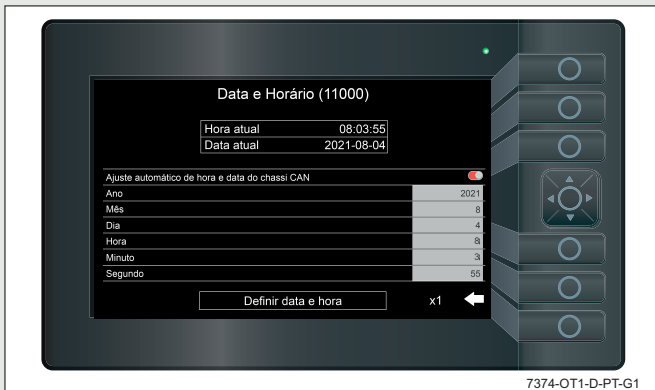 Data e Horário (11000)
Hora atual 08:03:55
Data atual 2021-08-04
Ajuste automático de hora e data do chassi CAN
Ano 2021
Mês 8
Dia 4
Hora 8
Minuto 3
Segundo 55
Definir data e hora x1
7374-OT1-D-PT-G1